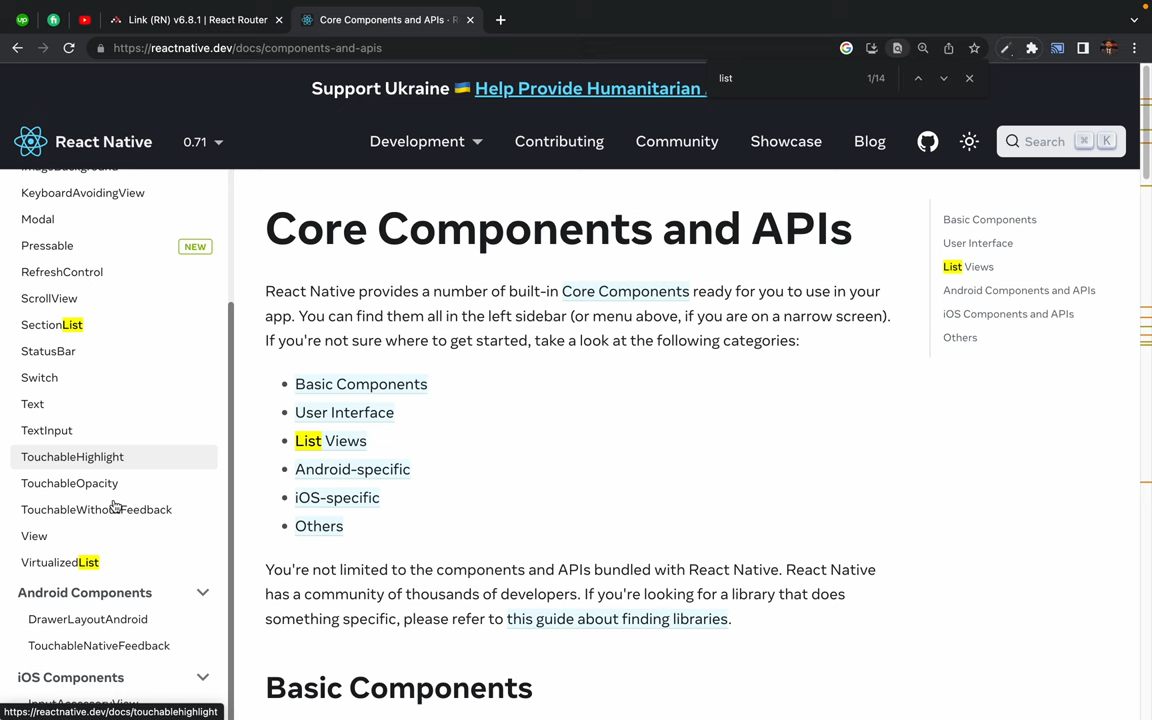 Link (RN) v6.8.1 | React Router
Core Components and APIs · R
https://reactnative.dev/docs/components-and-apis
list
1/14
Support Ukraine 🇺🇦 Help Provide Humanitarian
React Native
0.71
Development
Contributing
Community
Showcase
Blog
Search
⌘
K
KeyboardAvoidingView
Modal
Pressable
NEW
RefreshControl
ScrollView
SectionList
StatusBar
Switch
Text
TextInput
TouchableHighlight
TouchableOpacity
TouchableWithoutFeedback
View
VirtualizedList
Android Components
DrawerLayoutAndroid
TouchableNativeFeedback
iOS Components
https://reactnative.dev/docs/touchablehighlight
Core Components and APIs
React Native provides a number of built-in Core Components ready for you to use in your
app. You can find them all in the left sidebar (or menu above, if you are on a narrow screen).
If you're not sure where to get started, take a look at the following categories:
• Basic Components
• User Interface
• List Views
• Android-specific
• iOS-specific
• Others
You're not limited to the components and APIs bundled with React Native. React Native
has a community of thousands of developers. If you're looking for a library that does
something specific, please refer to this guide about finding libraries.
Basic Components
Basic Components
User Interface
List Views
Android Components and APIs
iOS Components and APIs
Others